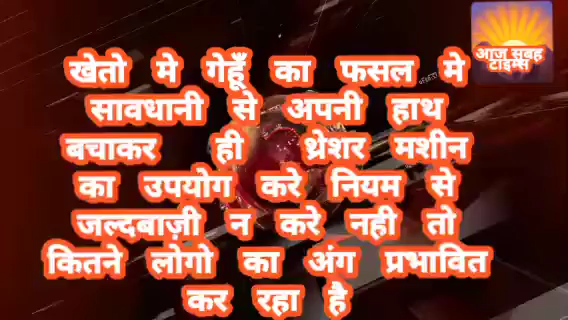 आज सुबह
टाइम्स
खेतो मे गेहूँ का फसल मे
सावधानी से अपनी हाथ
बचाकर ही थ्रेशर मशीन
का उपयोग करे नियम से
जल्दबाज़ी न करे नही तो
कितने लोगो का अंग प्रभावित
कर रहा है